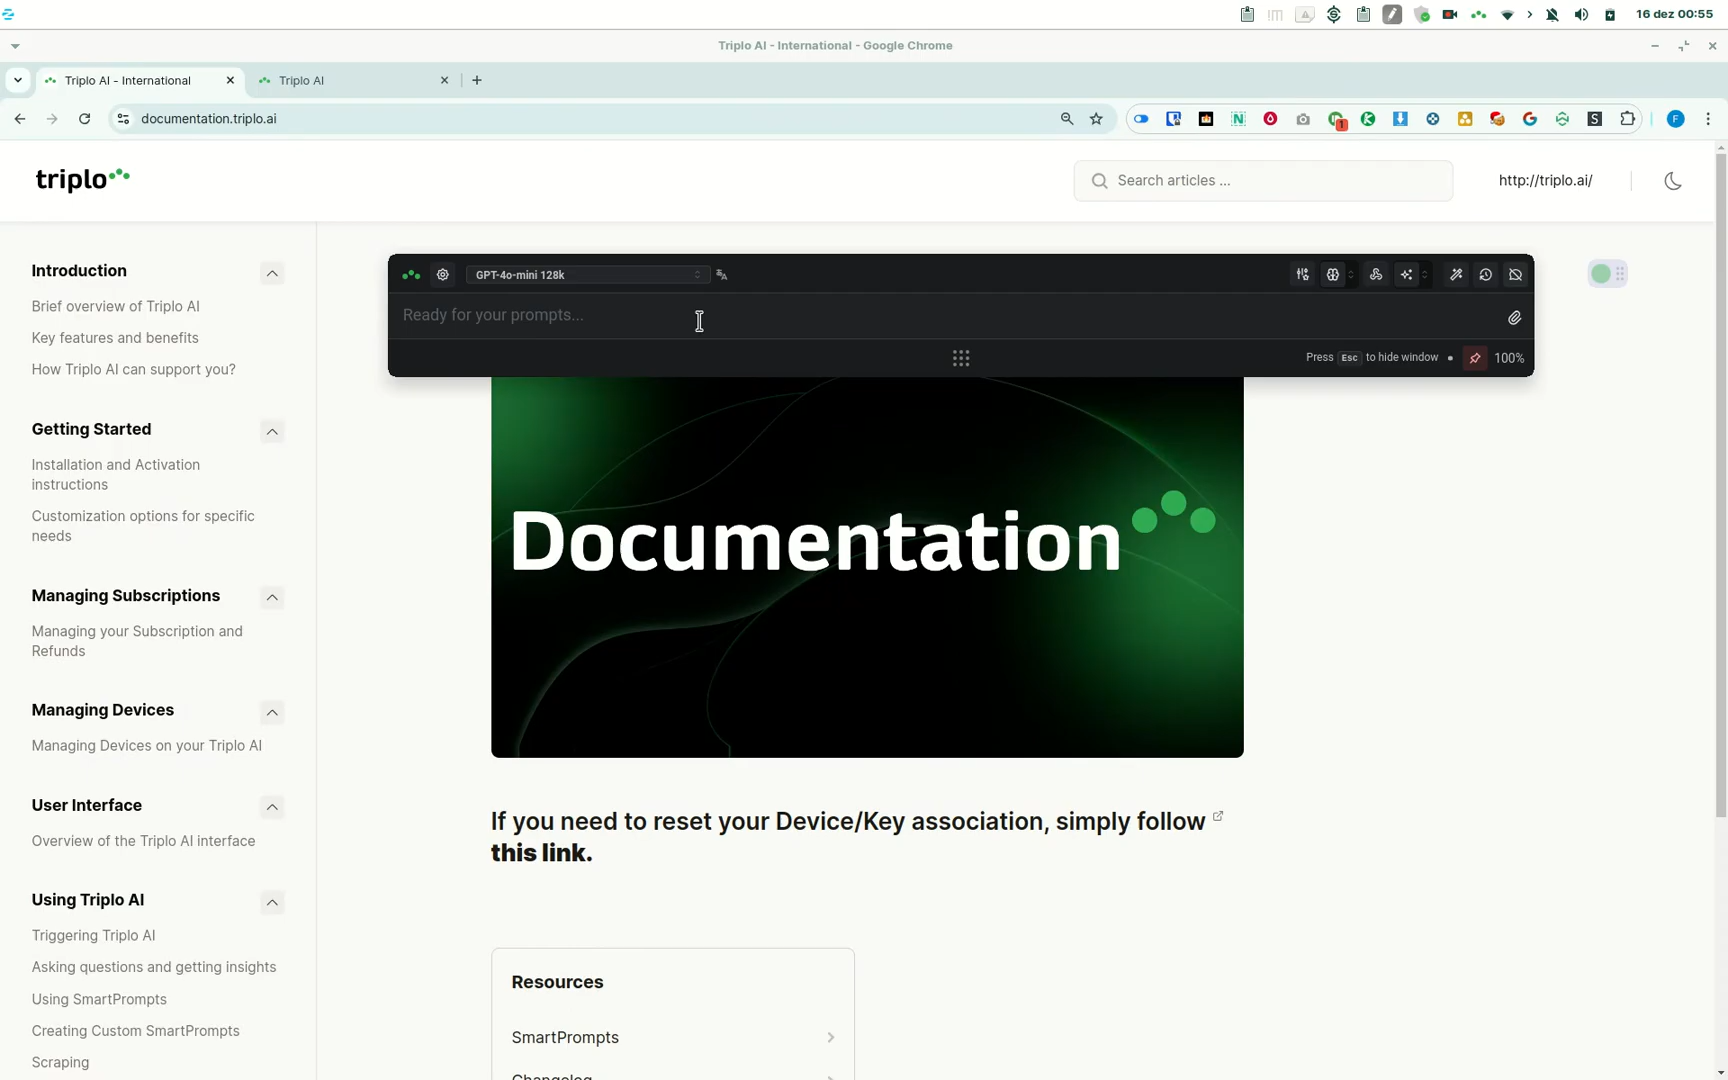 16 dez 00:55
Triplo AI - International - Google Chrome
Triplo AI - International
Triplo AI
documentation.triplo.ai
1
S
F
triplo
Search articles ...
http://triplo.ai/
Introduction
Brief overview of Triplo AI
Key features and benefits
How Triplo AI can support you?
Getting Started
Installation and Activation
instructions
Customization options for specific
needs
Managing Subscriptions
Managing your Subscription and
Refunds
Managing Devices
Managing Devices on your Triplo AI
User Interface
Overview of the Triplo AI interface
Using Triplo AI
Triggering Triplo AI
Asking questions and getting insights
Using SmartPrompts
Creating Custom SmartPrompts
Scraping
GPT-4o-mini 128k
Ready for your prompts...
Press Esc to hide window
100%
Documentation
If you need to reset your Device/Key association, simply follow
this link.
Resources
SmartPrompts
Changelog